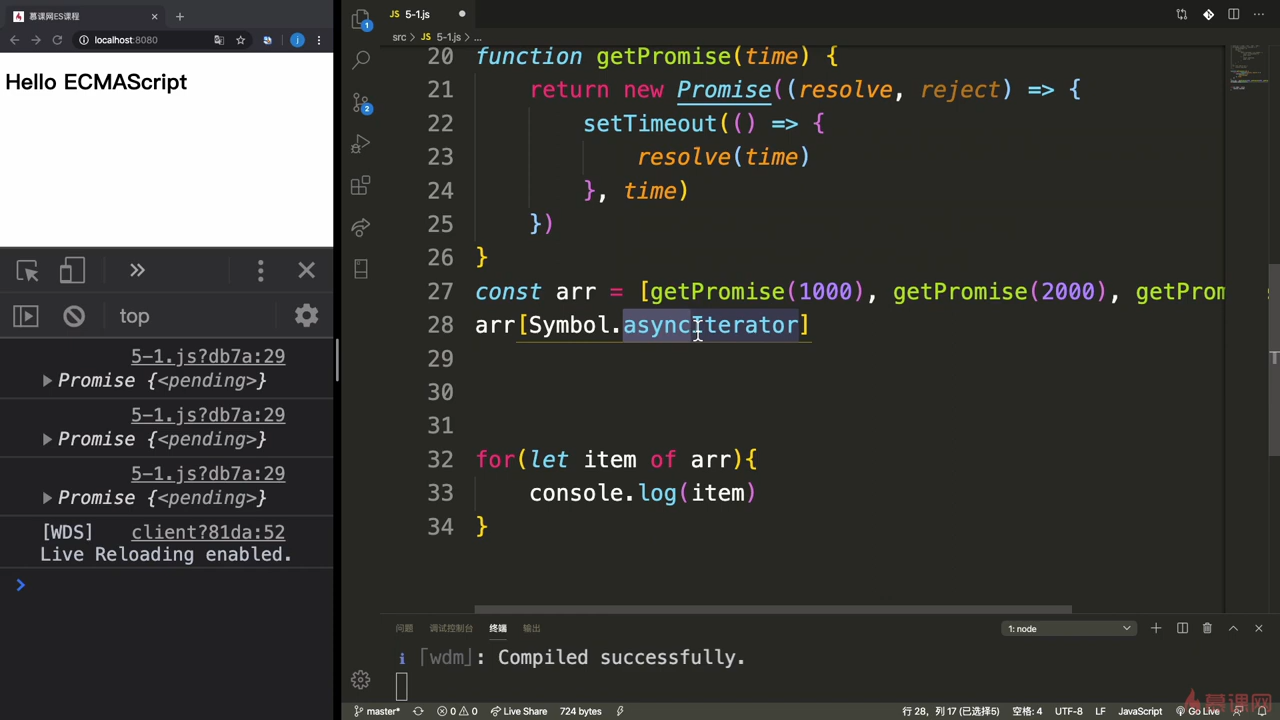 慕课网ES课程
localhost:8080
Hello ECMAScript
top
5-1.js?db7a:29
Promise {<pending>}
5-1.js?db7a:29
Promise {<pending>}
5-1.js?db7a:29
Promise {<pending>}
[WDS] client?81da:52
Live Reloading enabled.
JS 5-1.js
src > JS 5-1.js > ...
20 function getPromise(time) {
21 return new Promise((resolve, reject) => {
22 setTimeout(() => {
23 resolve(time)
24 }, time)
25 })
26 }
27 const arr = [getPromise(1000), getPromise(2000), getProm
28 arr[Symbol.asyncIterator]
29
30
31
32 for(let item of arr){
33 console.log(item)
34 }
问题 调试控制台 终端 输出
1: node
i ｢wdm｣: Compiled successfully.
master* 0 0 Live Share 724 bytes 行 28, 列 17 (已选择5) 空格: 4 UTF-8 LF JavaScript Go Live
慕课网